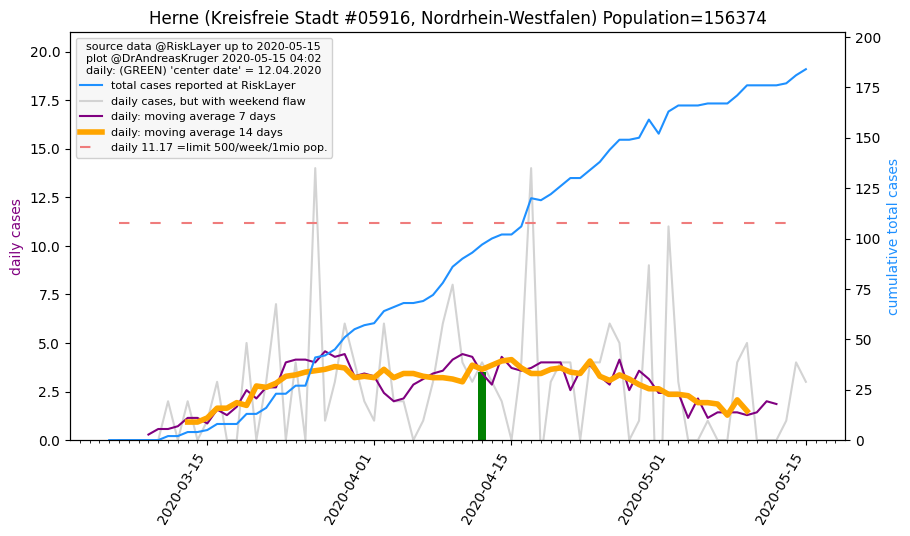 Herne (Kreisfreie Stadt #05916, Nordrhein-Westfalen) Population=156374
source data @RiskLayer up to 2020-05-15
plot @DrAndreasKruger 2020-05-15 04:02
daily: (GREEN) 'center date' = 12.04.2020
total cases reported at RiskLayer
daily cases, but with weekend flaw
daily: moving average 7 days
daily: moving average 14 days
daily 11.17 =limit 500/week/1mio pop.
daily cases
20.0
17.5
15.0
12.5
10.0
7.5
5.0
2.5
0.0
cumulative total cases
200
175
150
125
100
75
50
25
0
2020-03-15
2020-04-01
2020-04-15
2020-05-01
2020-05-15